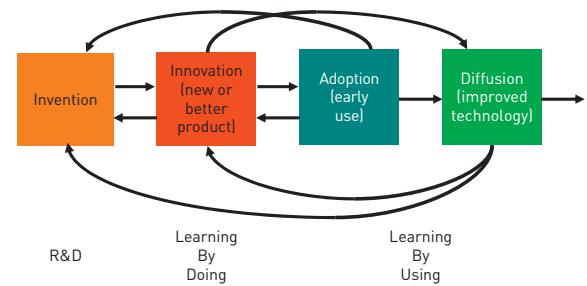 Invention
Innovation
(new or
better
product)
Adoption
(early
use)
Diffusion
(improved
technology)
R&D
Learning
By
Doing
Learning
By
Using